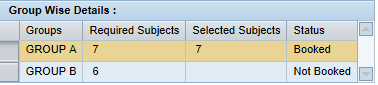 Group Wise Details :
Groups Required Subjects Selected Subjects Status
GROUP A 7 7 Booked
GROUP B 6 Not Booked